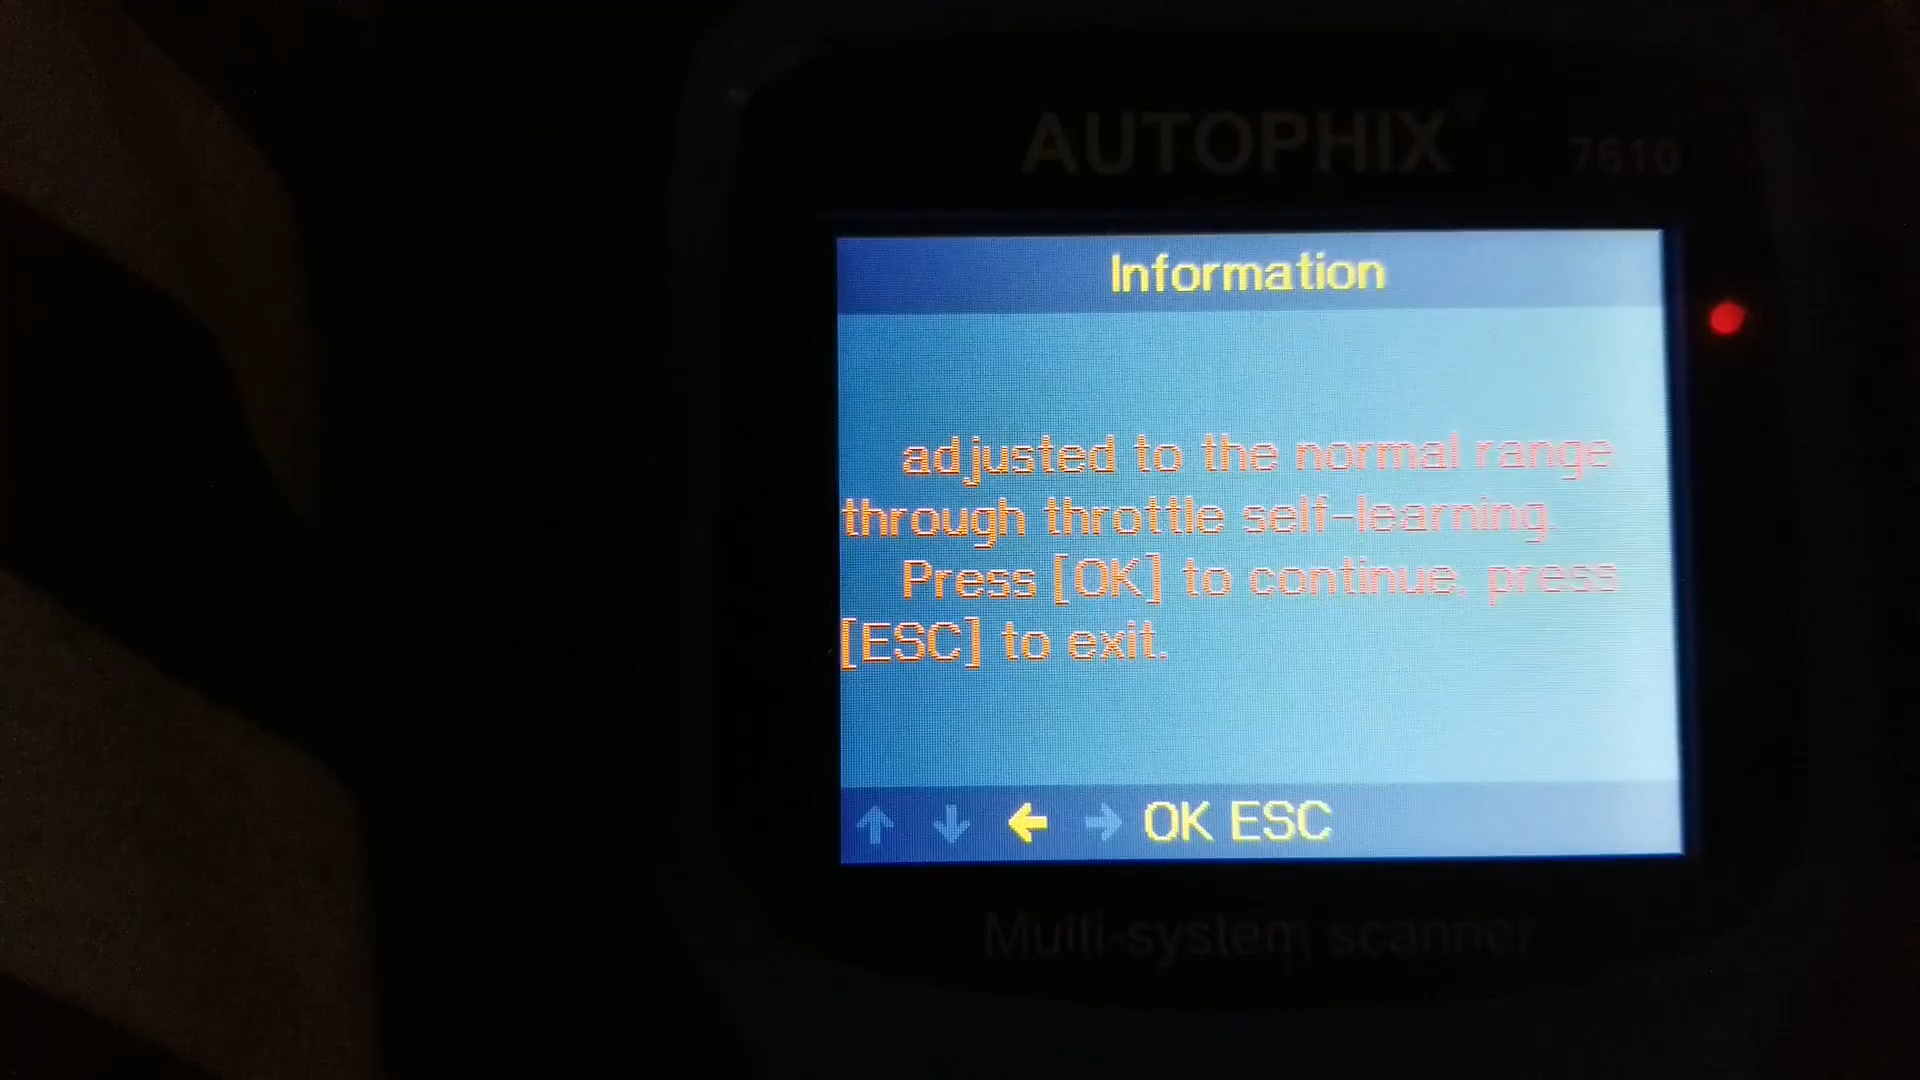 AUTOPHIX
7610
Information
adjusted to the normal range
through throttle self-learning.
Press [OK] to continue, press
[ESC] to exit.
OK ESC
Multi-system scanner